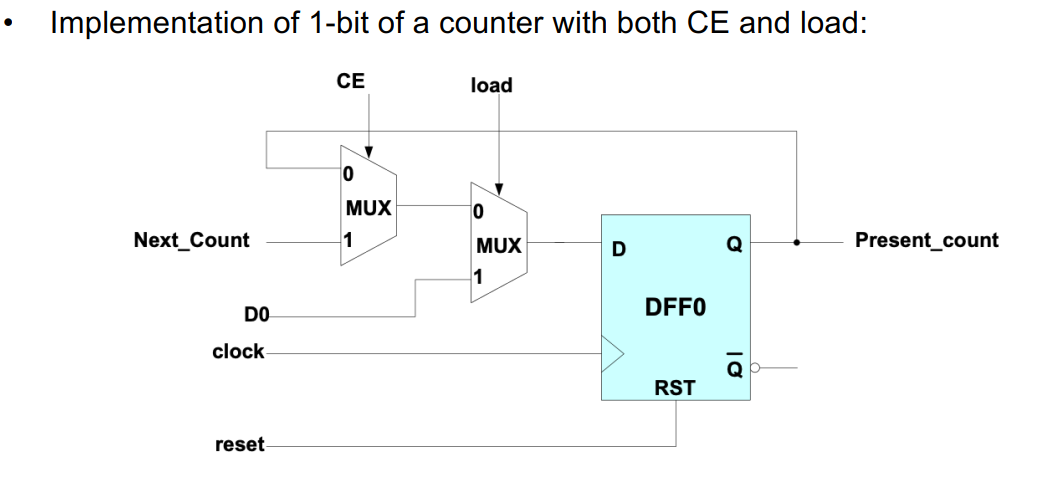 • Implementation of 1-bit of a counter with both CE and load:
CE
load
0
MUX
1
0
MUX
1
Next_Count
D0
clock
reset
D
Q
DFF0
Q̅
RST
Present_count